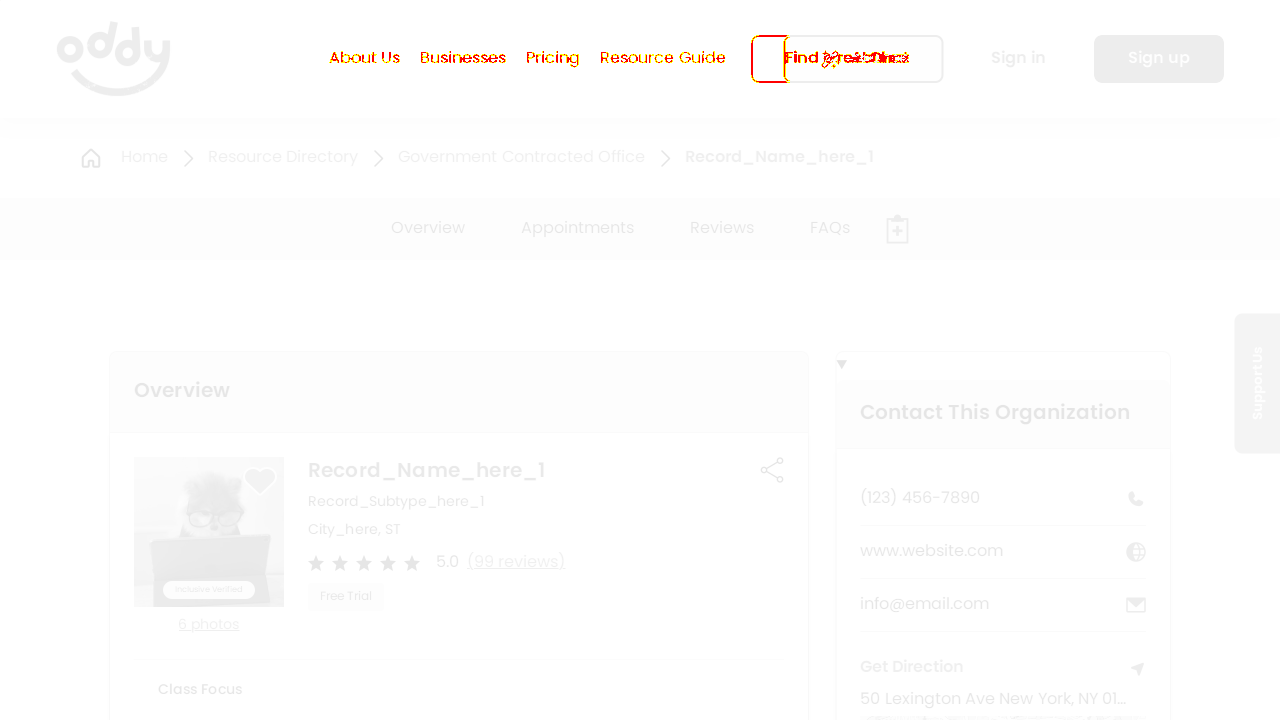 oddy
About Us Businesses Pricing Resource Guide Sign in Sign up
Home Resource Directory Government Contracted Office Record_Name_here_1
Overview Appointments Reviews FAQs
Support Us
Overview
Record_Name_here_1
Record_Subtype_here_1
City_here, ST
5.0 (99 reviews)
Inclusive Verified
Free Trial
6 photos
Class Focus
Contact This Organization
(123) 456-7890
www.website.com
info@email.com
Get Direction
50 Lexington Ave New York, NY 01...